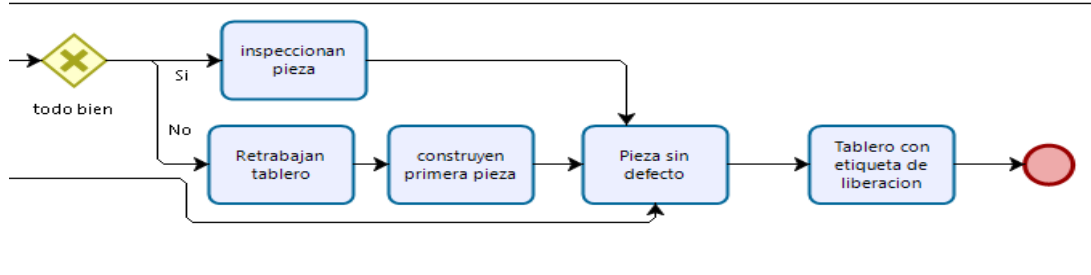 inspeccionan
pieza
Si
todo bien
No
Retrabajan
tablero
construyen
primera pieza
Pieza sin
defecto
Tablero con
etiqueta de
liberacion